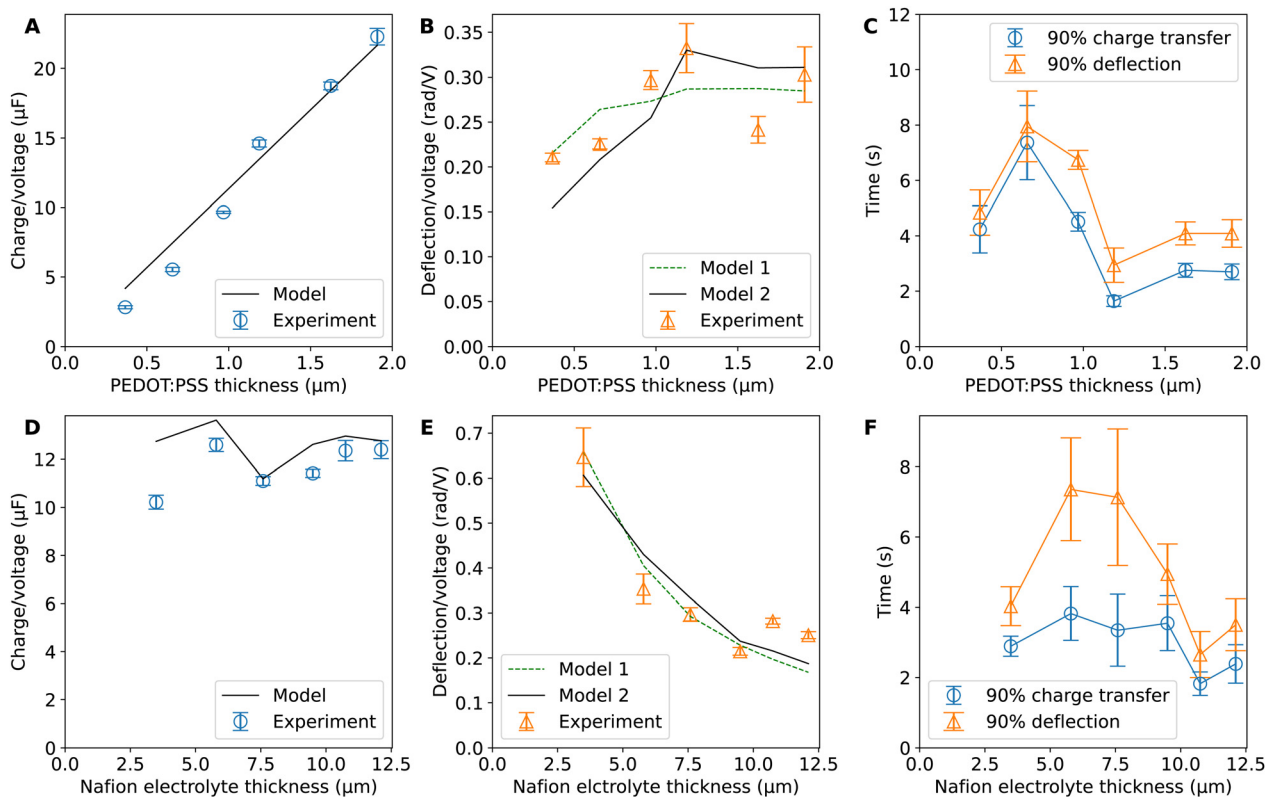 A
Charge/voltage (µF)
20
15
10
5
0
0.0 0.5 1.0 1.5 2.0
PEDOT:PSS thickness (µm)
Model
Experiment
B
Deflection/voltage (rad/V)
0.35
0.30
0.25
0.20
0.15
0.10
0.05
0.00
0.0 0.5 1.0 1.5 2.0
PEDOT:PSS thickness (µm)
Model 1
Model 2
Experiment
C
Time (s)
12
10
8
6
4
2
0
0.0 0.5 1.0 1.5 2.0
PEDOT:PSS thickness (µm)
90% charge transfer
90% deflection
D
Charge/voltage (µF)
12
10
8
6
4
2
0
0.0 2.5 5.0 7.5 10.0 12.5
Nafion electrolyte thickness (µm)
Model
Experiment
E
Deflection/voltage (rad/V)
0.7
0.6
0.5
0.4
0.3
0.2
0.1
0.0
0.0 2.5 5.0 7.5 10.0 12.5
Nafion electrolyte thickness (µm)
Model 1
Model 2
Experiment
F
Time (s)
8
6
4
2
0
0.0 2.5 5.0 7.5 10.0 12.5
Nafion electrolyte thickness (µm)
90% charge transfer
90% deflection